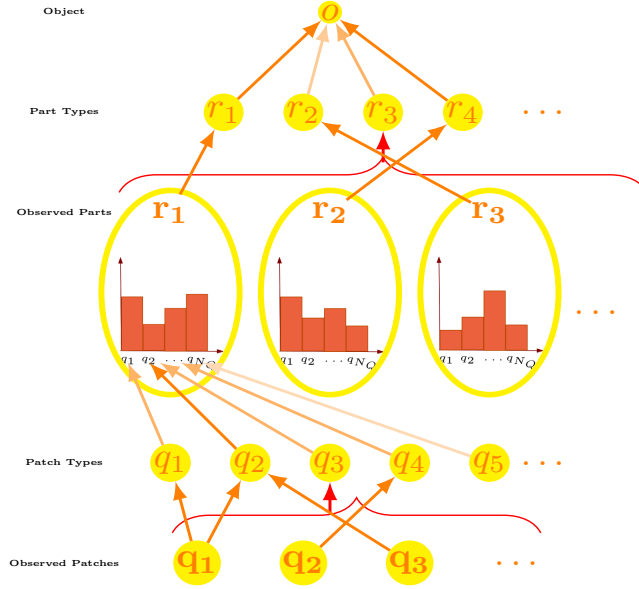 Object o
Part Types r1 r2 r3 r4 · · ·
Observed Parts r1 r2 r3
q1 q2 · · · qNQ q1 q2 · · · qNQ q1 q2 · · · qNQ · · ·
Patch Types q1 q2 q3 q4 q5 · · ·
Observed Patches q1 q2 q3 · · ·